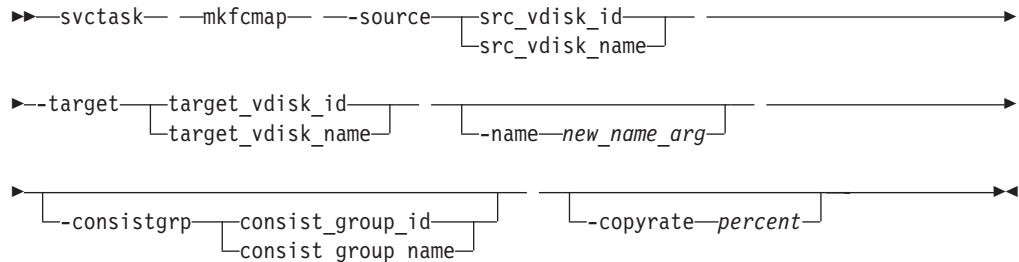 svctask mkfcmap -source src_vdisk_id
src_vdisk_name
-target target_vdisk_id
target_vdisk_name -name new_name_arg
-consistgrp consist_group_id -copyrate percent
consist group name